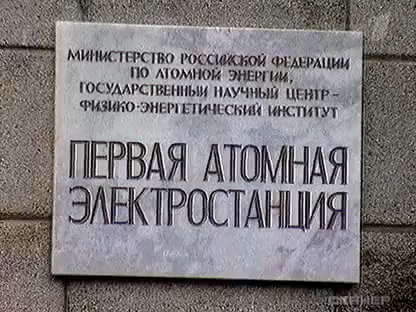 МИНИСТЕРСТВО РОССИЙСКОЙ ФЕДЕРАЦИИ
ПО АТОМНОЙ ЭНЕРГИИ,
ГОСУДАРСТВЕННЫЙ НАУЧНЫЙ ЦЕНТР –
ФИЗИКО-ЭНЕРГЕТИЧЕСКИЙ ИНСТИТУТ
ПЕРВАЯ АТОМНАЯ
ЭЛЕКТРОСТАНЦИЯ